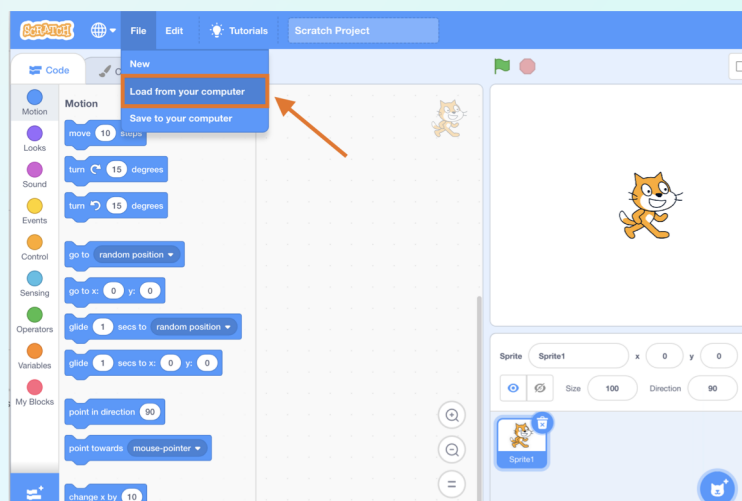 SCRATCH
File
Edit
Tutorials
Scratch Project
New
Load from your computer
Save to your computer
Code
Motion
Looks
Sound
Events
Control
Sensing
Operators
Variables
My Blocks
Motion
move 10 steps
turn 15 degrees
turn 15 degrees
go to random position
go to x: 0 y: 0
glide 1 secs to random position
glide 1 secs to x: 0 y: 0
point in direction 90
point towards mouse-pointer
change x by 10
Sprite Sprite1 x 0 y 0
Size 100 Direction 90
Sprite1